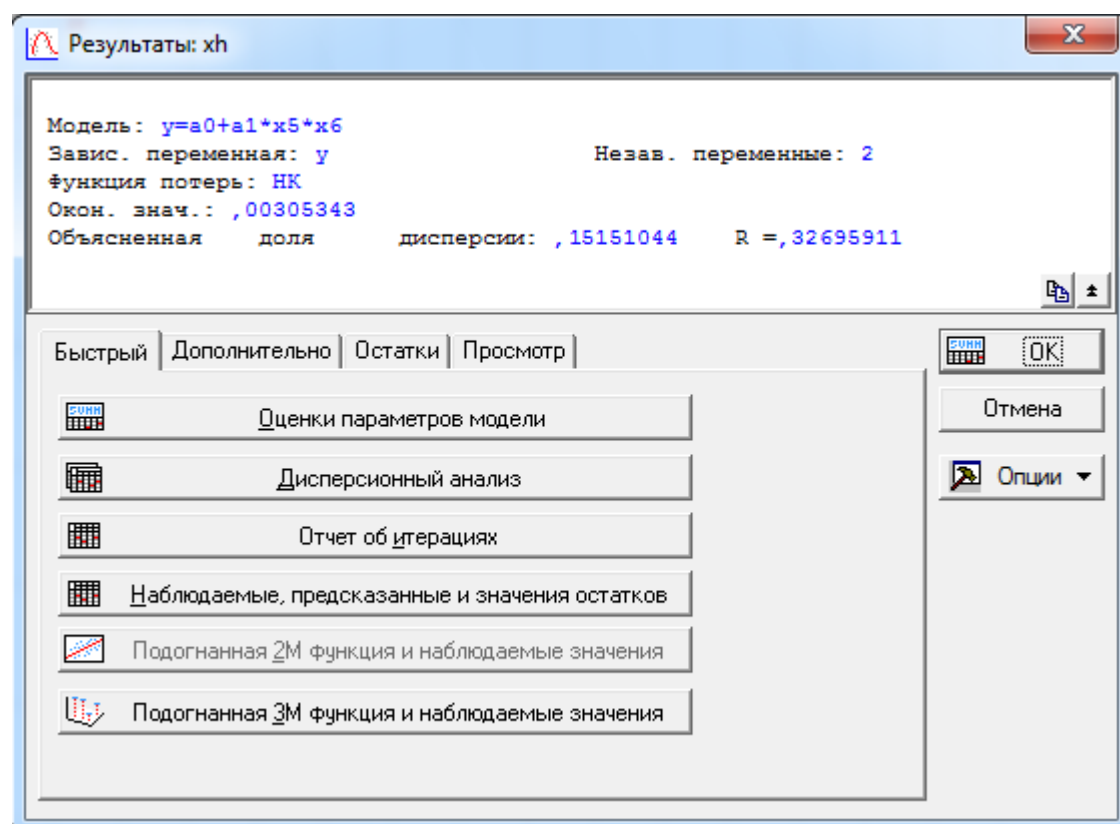 Результаты: xh
Модель: y=a0+a1*x5*x6
Завис. переменная: y Незав. переменные: 2
Функция потерь: НК
Окон. знач.: ,00305343
Объясненная доля дисперсии: ,15151044 R =,32695911
Быстрый Дополнительно Остатки Просмотр
SUMM OK
SUMM Оценки параметров модели
Отмена
Дисперсионный анализ
Опции
Отчет об итерациях
Наблюдаемые, предсказанные и значения остатков
Подогнанная 2М функция и наблюдаемые значения
Подогнанная 3М функция и наблюдаемые значения